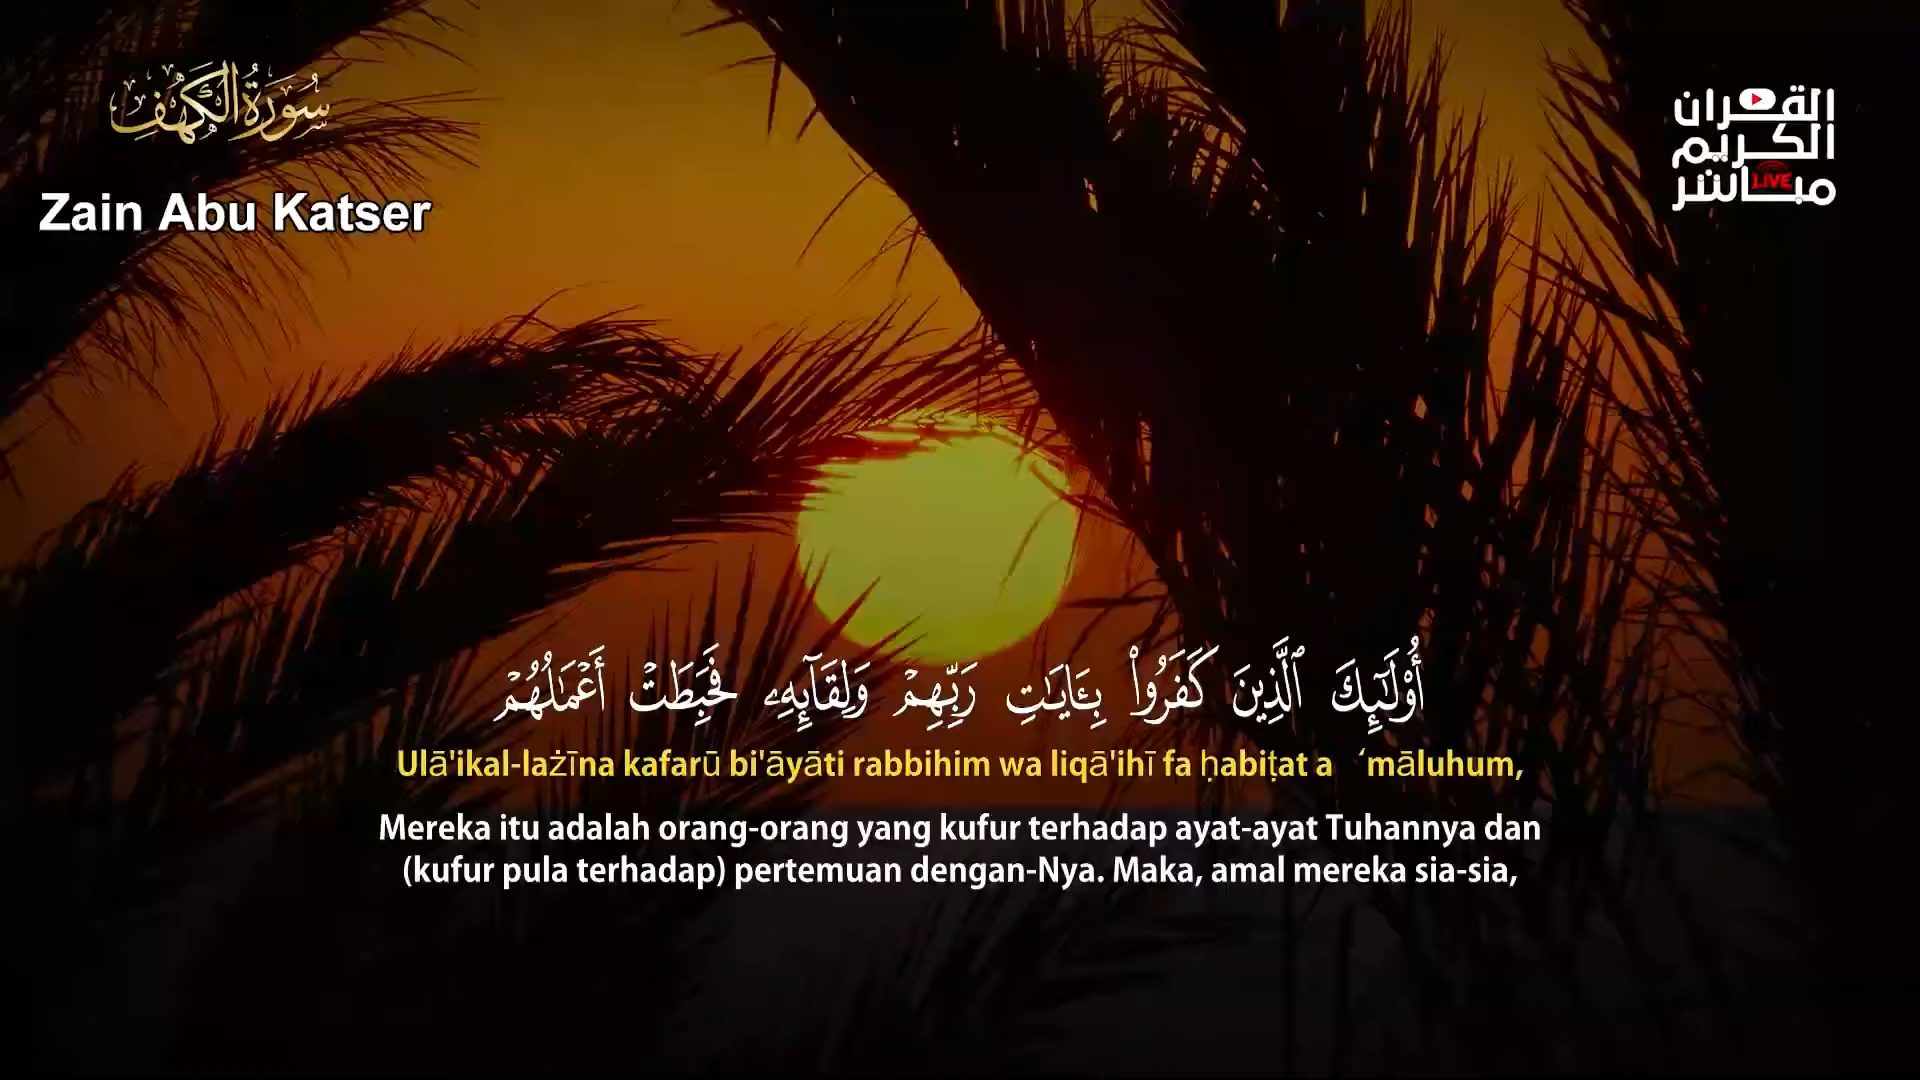 سُورَةُ الكَهْفِ
Zain Abu Katser
القرآن
الكريم
مباشر
LIVE
أُو۟لَـٰٓئِكَ ٱلَّذِينَ كَفَرُوا۟ بِـَٔايَـٰتِ رَبِّهِمْ وَلِقَآئِهِۦ فَحَبِطَتْ أَعْمَـٰلُهُمْ
Ulā'ikal-lażīna kafarū bi'āyāti rabbihim wa liqā'ihī fa ḥabiṭat a ‘māluhum,
Mereka itu adalah orang-orang yang kufur terhadap ayat-ayat Tuhannya dan
(kufur pula terhadap) pertemuan dengan-Nya. Maka, amal mereka sia-sia,